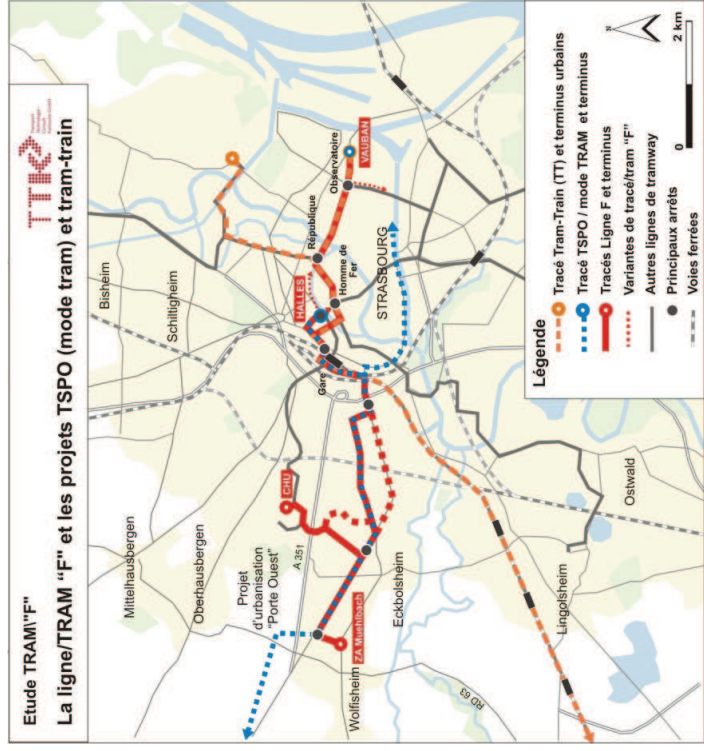 Etude TRAM\"F"
La ligne/TRAM "F" et les projets TSPO (mode tram) et tram-train
TTK
Mittelhausbergen
Oberhausbergen
Projet
d'urbanisation
"Porte Ouest"
A 351
Wolfisheim
ZA Muehlbach
RD 63
Eckbolsheim
CHU
Lingolsheim
Ostwald
Bisheim
Schiltigheim
HALLES
Gare
Homme de
Fer
République
STRASBOURG
Observatoire
VAUBAN
Légende
Tracé Tram-Train (TT) et terminus urbains
Tracé TSPO / mode TRAM et terminus
Tracés Ligne F et terminus
Variantes de tracé/tram "F"
Autres lignes de tramway
Principaux arrêts
Voies ferrées
N
0
2 km